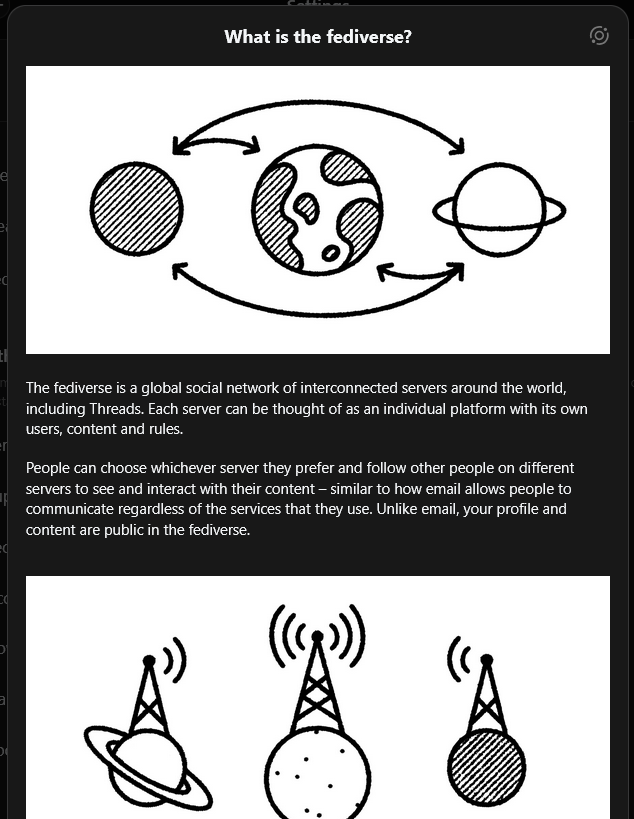 Settings
What is the fediverse?
The fediverse is a global social network of interconnected servers around the world,
including Threads. Each server can be thought of as an individual platform with its own
users, content and rules.
People can choose whichever server they prefer and follow other people on different
servers to see and interact with their content – similar to how email allows people to
communicate regardless of the services that they use. Unlike email, your profile and
content are public in the fediverse.